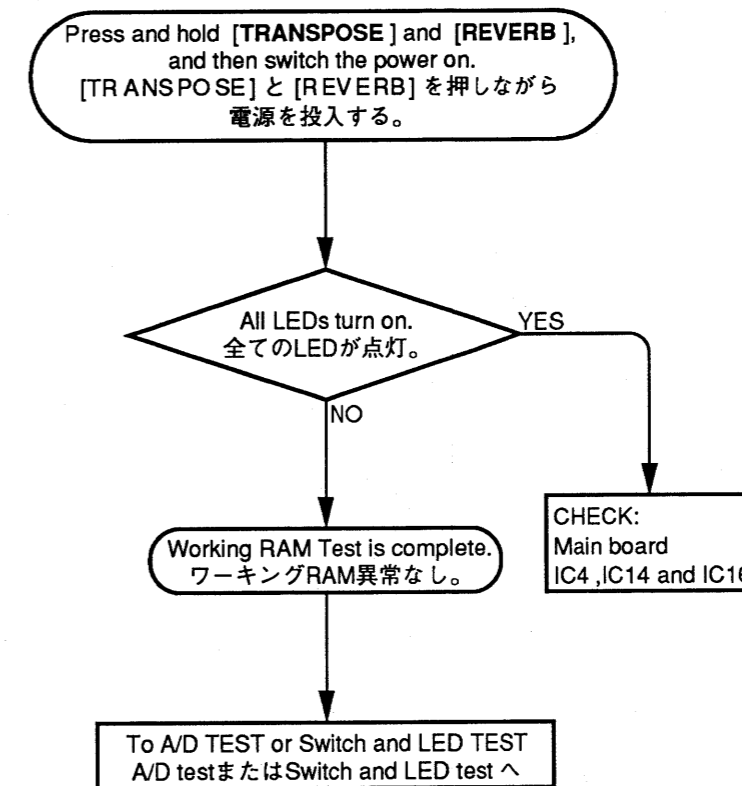 Press and hold [TRANSPOSE ] and [REVERB ],
and then switch the power on.
[TRANSPOSE] と [REVERB] を押しながら
電源を投入する。
All LEDs turn on.
全てのLEDが点灯。
YES
NO
CHECK:
Main board
IC4 ,IC14 and IC16
Working RAM Test is complete.
ワーキングRAM異常なし。
To A/D TEST or Switch and LED TEST
A/D testまたはSwitch and LED test へ